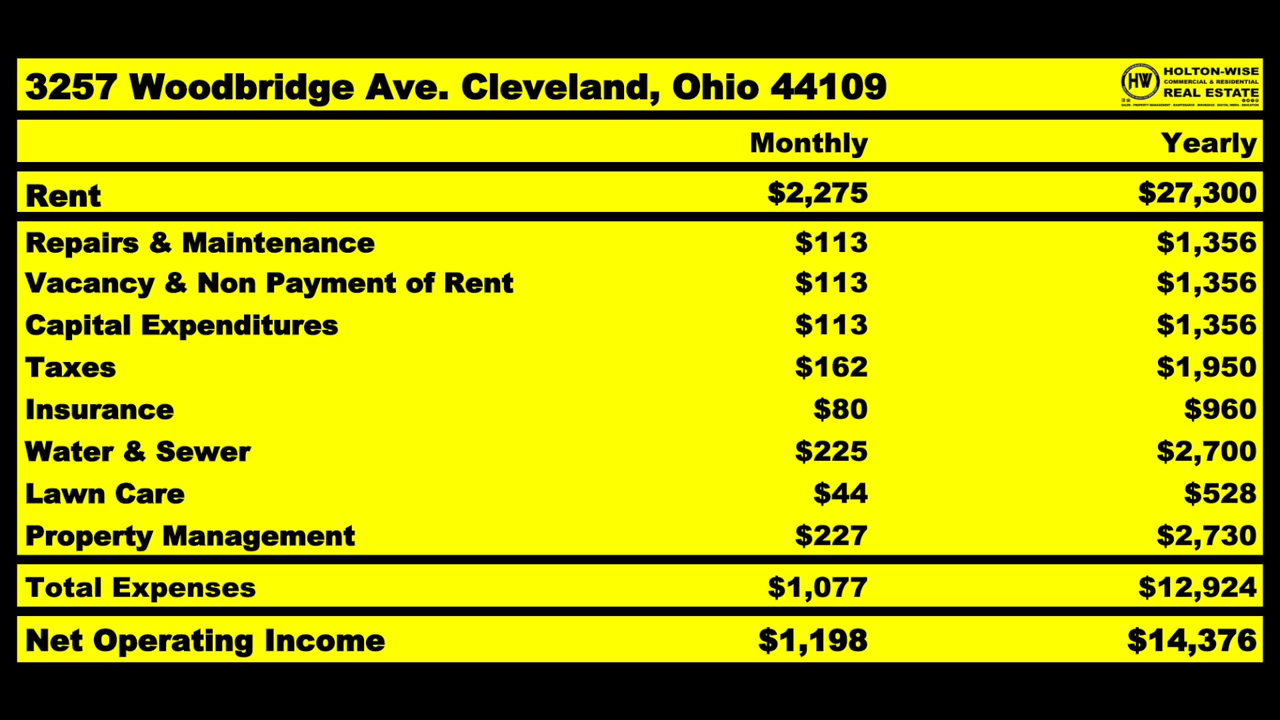 3257 Woodbridge Ave. Cleveland, Ohio 44109
HW
HOLTON-WISE
COMMERCIAL & RESIDENTIAL
REAL ESTATE
Monthly Yearly
Rent $2,275 $27,300
Repairs & Maintenance $113 $1,356
Vacancy & Non Payment of Rent $113 $1,356
Capital Expenditures $113 $1,356
Taxes $162 $1,950
Insurance $80 $960
Water & Sewer $225 $2,700
Lawn Care $44 $528
Property Management $227 $2,730
Total Expenses $1,077 $12,924
Net Operating Income $1,198 $14,376